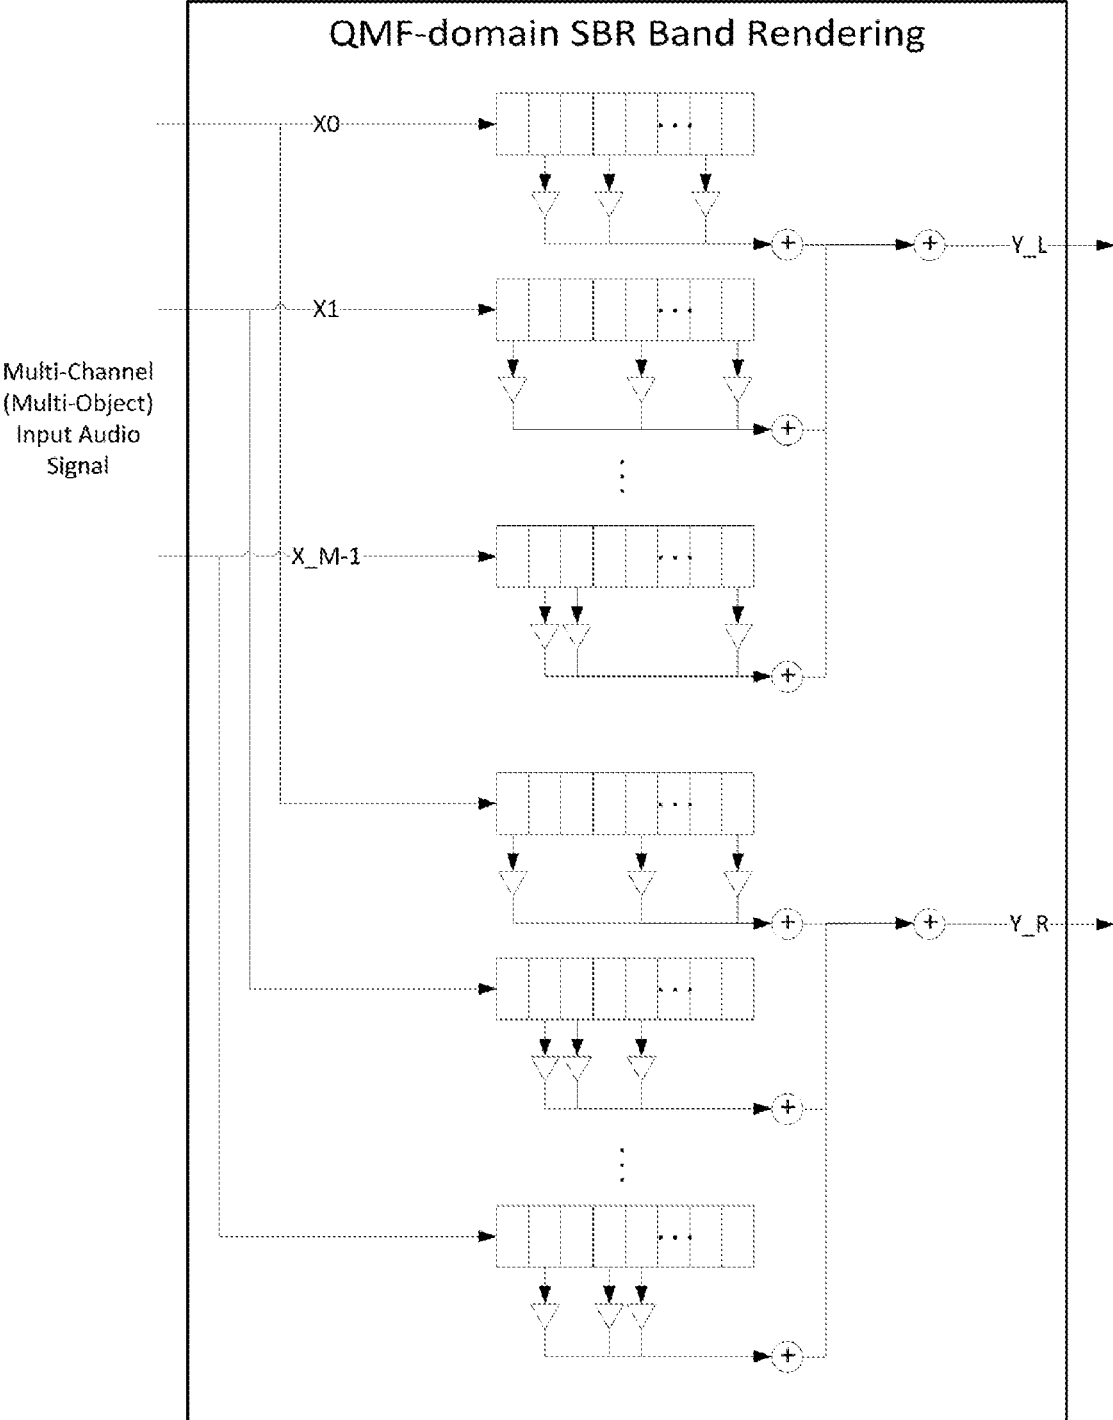 QMF-domain SBR Band Rendering
X0
Y_L
X1
Multi-Channel
(Multi-Object)
Input Audio
Signal
X_M-1
Y_R